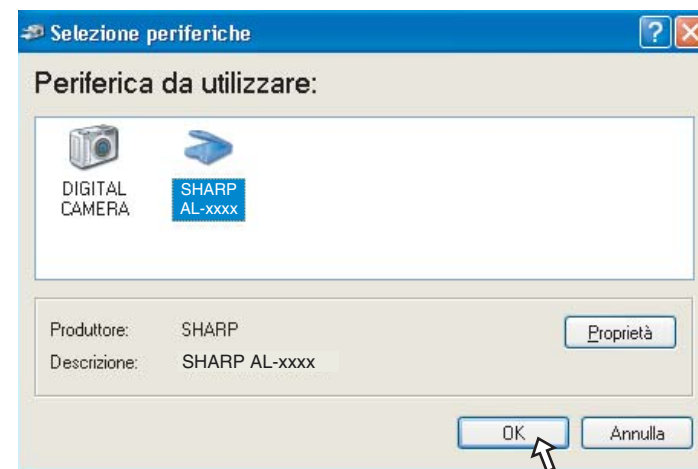 Selezione periferiche
Periferica da utilizzare:
DIGITAL
CAMERA
SHARP
AL-xxxx
Produttore: SHARP
Descrizione: SHARP AL-xxxx
Proprietà
OK
Annulla